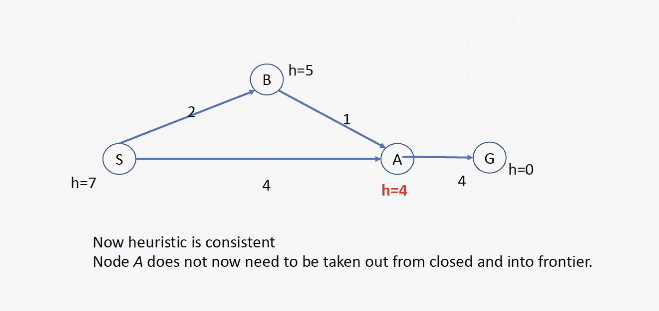 B
h=5
2
1
S
A
G
h=7
4
h=4
4
h=0
Now heuristic is consistent
Node A does not now need to be taken out from closed and into frontier.